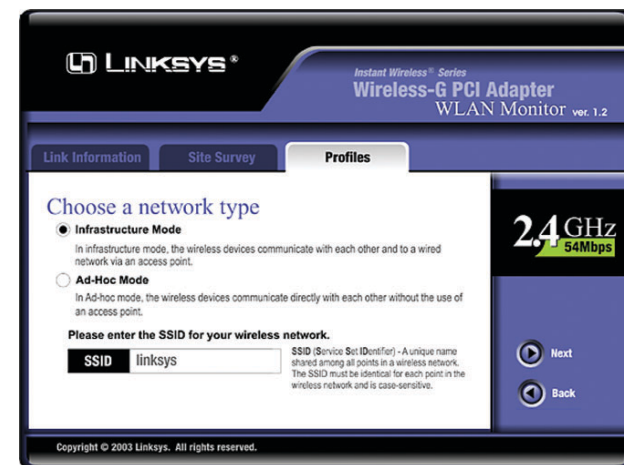 LINKSYS®
Instant Wireless® Series
Wireless-G PCI Adapter
WLAN Monitor ver. 1.2
Link Information
Site Survey
Profiles
Choose a network type
Infrastructure Mode
In infrastructure mode, the wireless devices communicate with each other and to a wired
network via an access point.
Ad-Hoc Mode
In Ad-hoc mode, the wireless devices communicate directly with each other without the use of
an access point.
Please enter the SSID for your wireless network.
SSID
linksys
SSID (Service Set IDentifier) - A unique name
shared among all points in a wireless network.
The SSID must be identical for each point in the
wireless network and is case-sensitive.
2.4 GHz
54Mbps
Next
Back
Copyright © 2003 Linksys. All rights reserved.